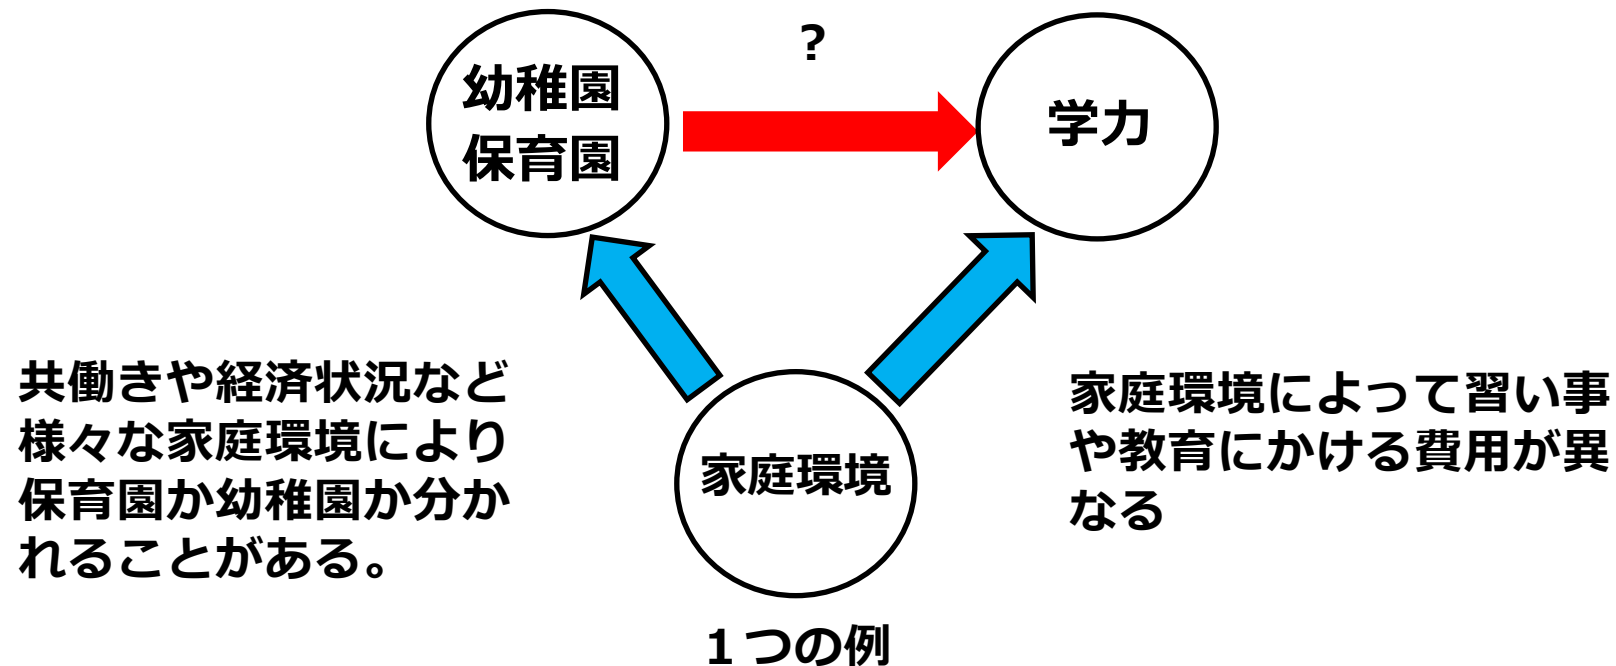 ?
幼稚園
保育園
学力
共働きや経済状況など
様々な家庭環境により
保育園か幼稚園か分か
れることがある。
家庭環境
家庭環境によって習い事
や教育にかける費用が異
なる
1つの例